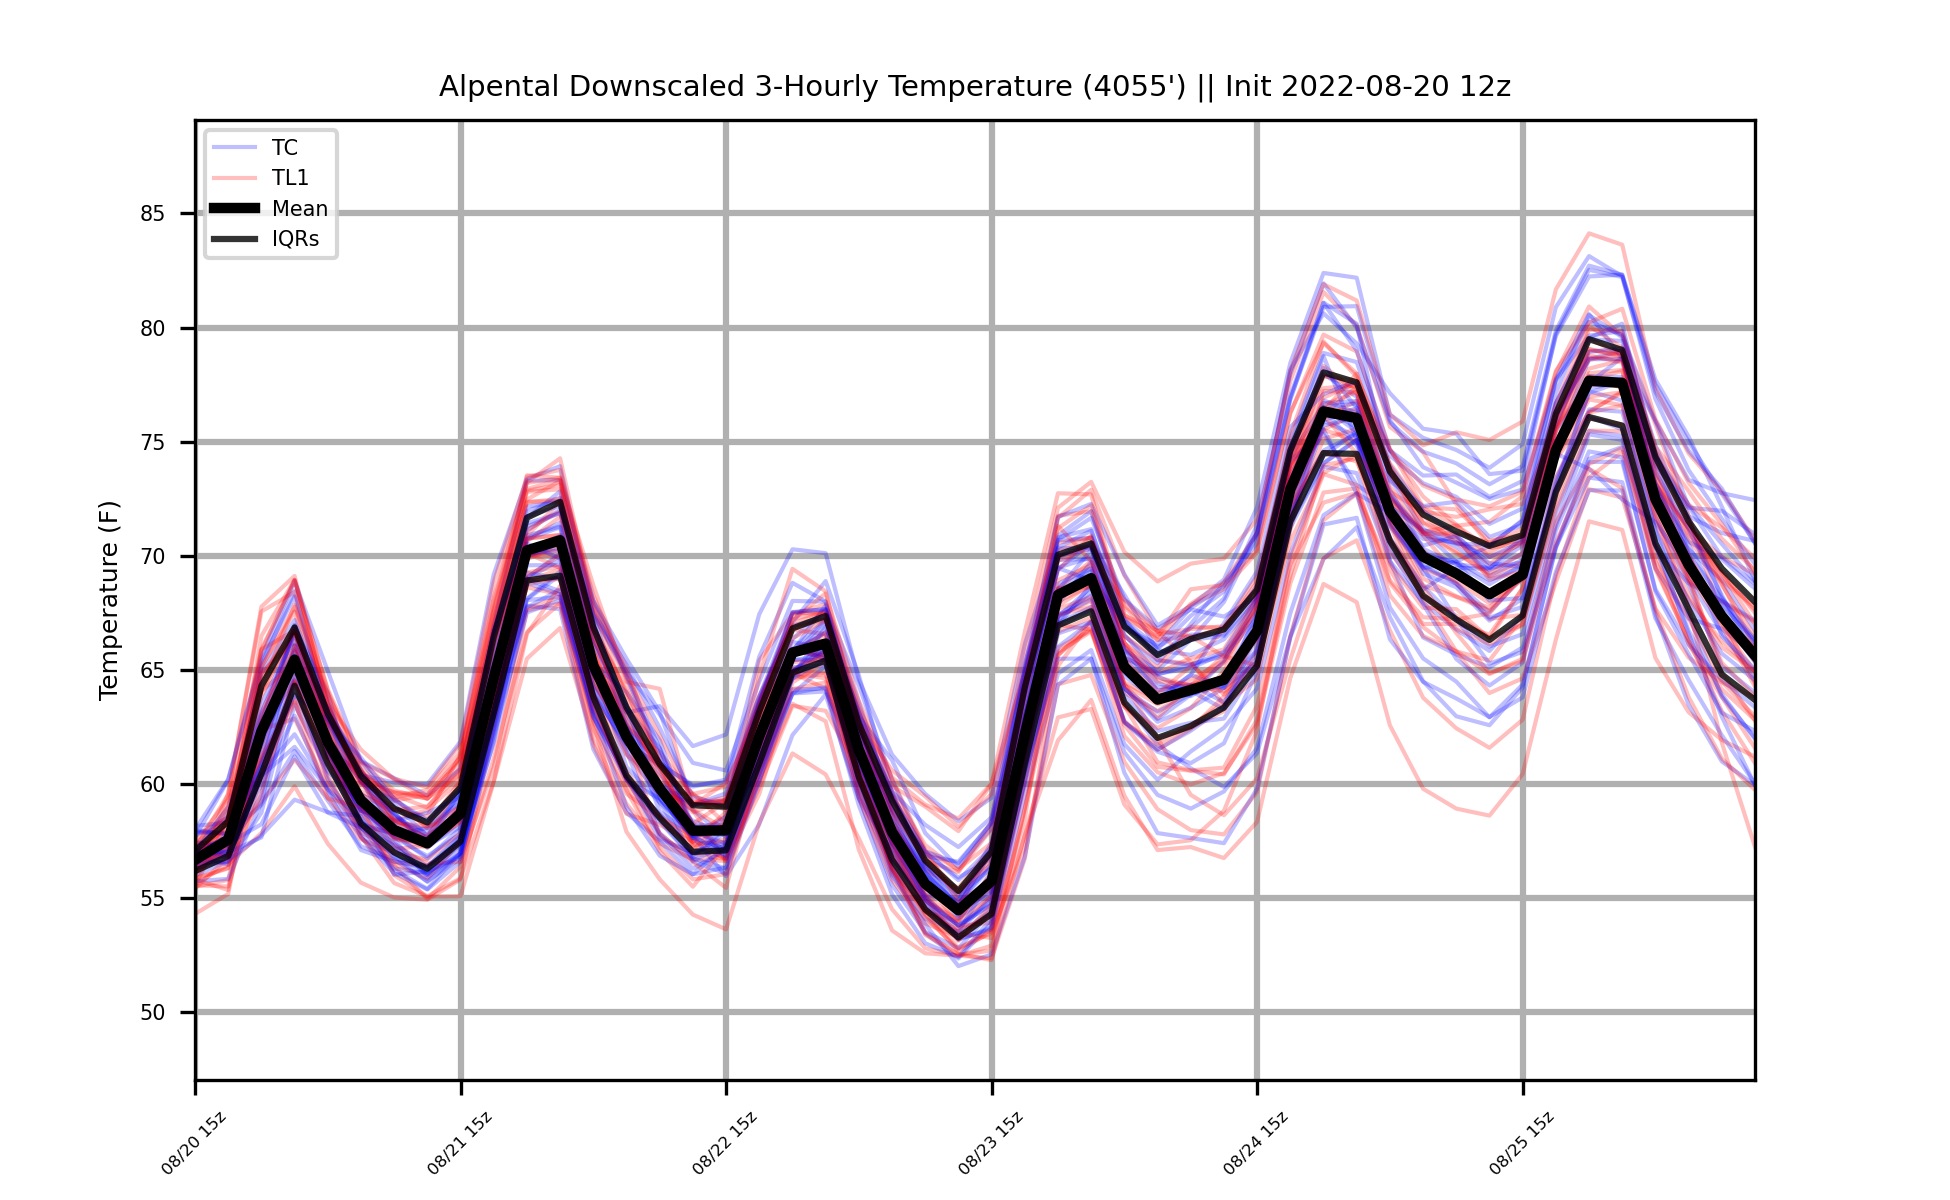 Alpental Downscaled 3-Hourly Temperature (4055') || Init 2022-08-20 12z
TC
TL1
Mean
IQRs
Temperature (F)
85
80
75
70
65
60
55
50
08/20 15z
08/21 15z
08/22 15z
08/23 15z
08/24 15z
08/25 15z